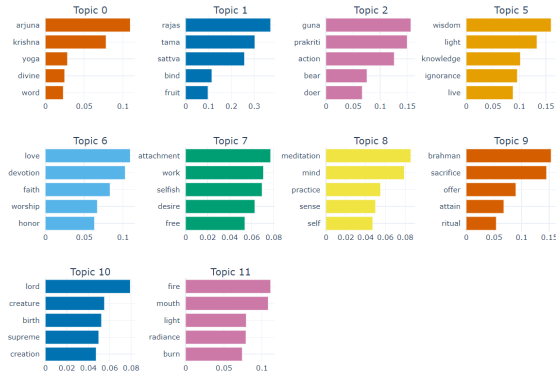 Topic 0
arjuna
krishna
yoga
divine
word
0 0.05 0.1
Topic 1
rajas
tama
sattva
bind
fruit
0 0.1 0.2 0.3
Topic 2
guna
prakriti
action
bear
doer
0 0.05 0.1 0.15
Topic 5
wisdom
light
knowledge
ignorance
live
0 0.05 0.1 0.15
Topic 6
love
devotion
faith
worship
honor
0 0.05 0.1
Topic 7
attachment
work
selfish
desire
free
0 0.02 0.04 0.06 0.08
Topic 8
meditation
mind
practice
sense
self
0 0.02 0.04 0.06 0.08
Topic 9
brahman
sacrifice
offer
attain
ritual
0 0.05 0.1 0.15
Topic 10
lord
creature
birth
supreme
creation
0 0.02 0.04 0.06 0.08
Topic 11
fire
mouth
light
radiance
burn
0 0.05 0.1